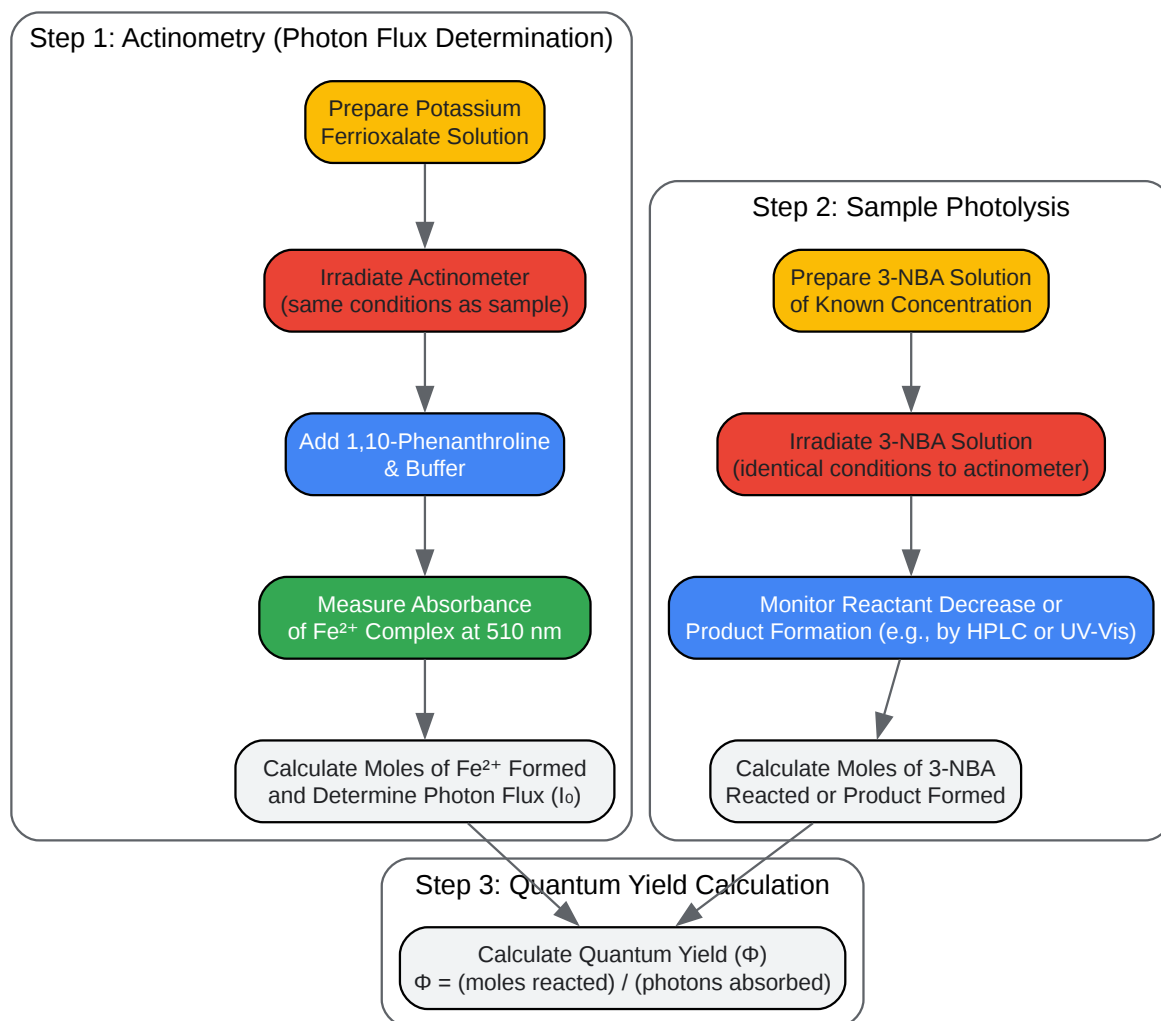 Step 1: Actinometry (Photon Flux Determination)
Prepare Potassium
Ferrioxalate Solution
Irradiate Actinometer
(same conditions as sample)
Add 1,10-Phenanthroline
& Buffer
Measure Absorbance
of Fe²⁺ Complex at 510 nm
Calculate Moles of Fe²⁺ Formed
and Determine Photon Flux (I₀)
Step 2: Sample Photolysis
Prepare 3-NBA Solution
of Known Concentration
Irradiate 3-NBA Solution
(identical conditions to actinometer)
Monitor Reactant Decrease or
Product Formation (e.g., by HPLC or UV-Vis)
Calculate Moles of 3-NBA
Reacted or Product Formed
Step 3: Quantum Yield Calculation
Calculate Quantum Yield (Φ)
Φ = (moles reacted) / (photons absorbed)